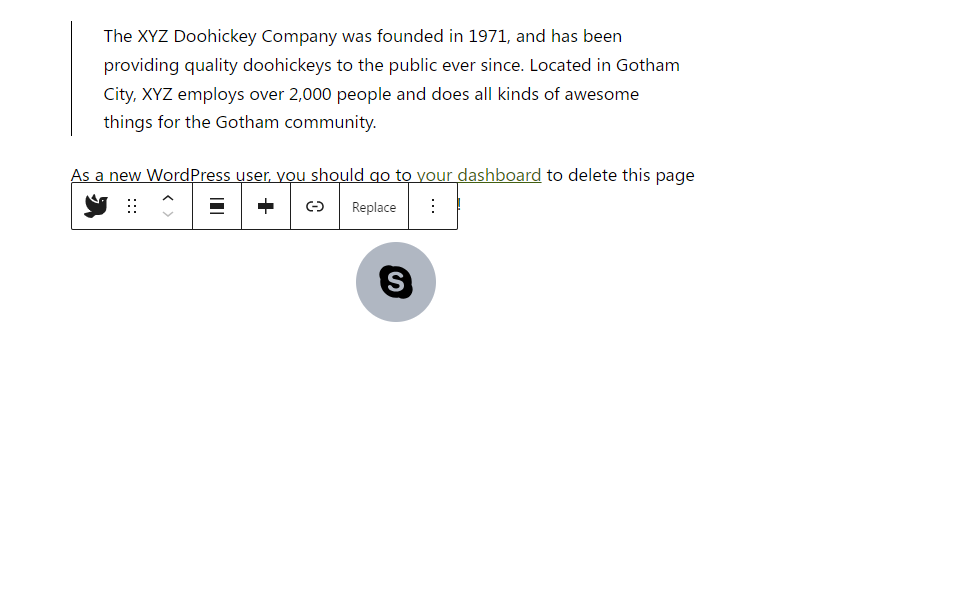 The XYZ Doohickey Company was founded in 1971, and has been
providing quality doohickeys to the public ever since. Located in Gotham
City, XYZ employs over 2,000 people and does all kinds of awesome
things for the Gotham community.
As a new WordPress user, you should go to your dashboard to delete this page
Replace
!
S